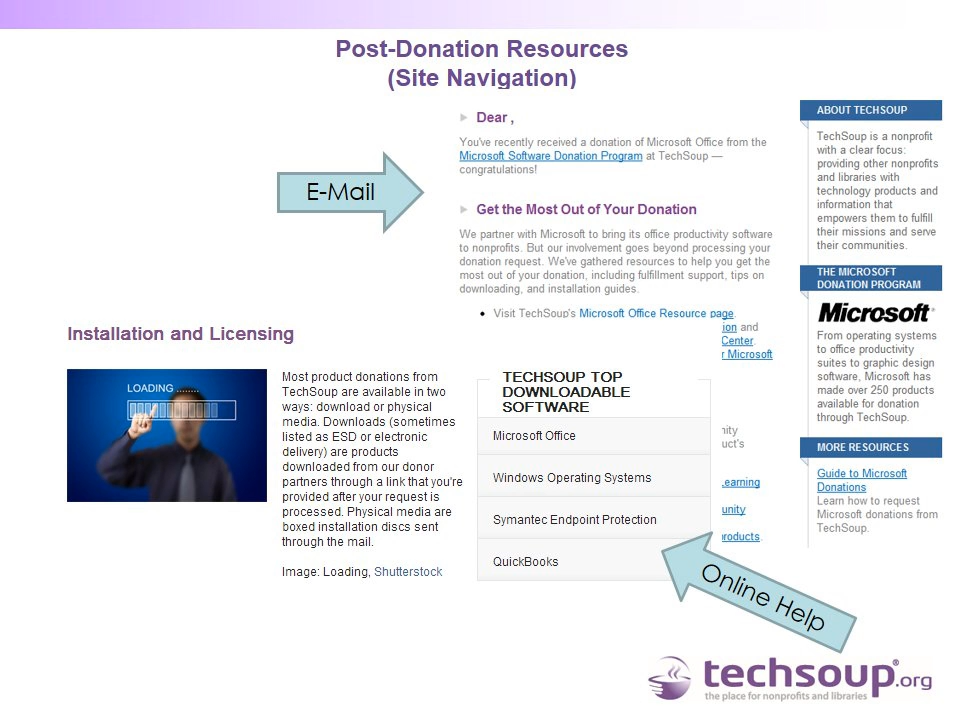 Post-Donation Resources
(Site Navigation)
E-Mail
Dear ,
You've recently received a donation of Microsoft Office from the
Microsoft Software Donation Program at TechSoup —
congratulations!
Get the Most Out of Your Donation
We partner with Microsoft to bring its office productivity software
to nonprofits. But our involvement goes beyond processing your
donation request. We've gathered resources to help you get the
most out of your donation, including fulfillment support, tips on
downloading, and installation guides.
• Visit TechSoup's Microsoft Office Resource page.
ion and
Center.
r Microsoft
nity
uct's
earning
unity
roducts.
ABOUT TECHSOUP
TechSoup is a nonprofit
with a clear focus:
providing other nonprofits
and libraries with
technology products and
information that
empowers them to fulfill
their missions and serve
their communities.
THE MICROSOFT
DONATION PROGRAM
Microsoft®
From operating systems
to office productivity
suites to graphic design
software, Microsoft has
made over 250 products
available for donation
through TechSoup.
MORE RESOURCES
Guide to Microsoft
Donations
Learn how to request
Microsoft donations from
TechSoup.
Installation and Licensing
LOADING ........
Most product donations from
TechSoup are available in two
ways: download or physical
media. Downloads (sometimes
listed as ESD or electronic
delivery) are products
downloaded from our donor
partners through a link that you're
provided after your request is
processed. Physical media are
boxed installation discs sent
through the mail.
Image: Loading, Shutterstock
TECHSOUP TOP
DOWNLOADABLE
SOFTWARE
Microsoft Office
Windows Operating Systems
Symantec Endpoint Protection
QuickBooks
Online Help
techsoup®.org
the place for nonprofits and libraries